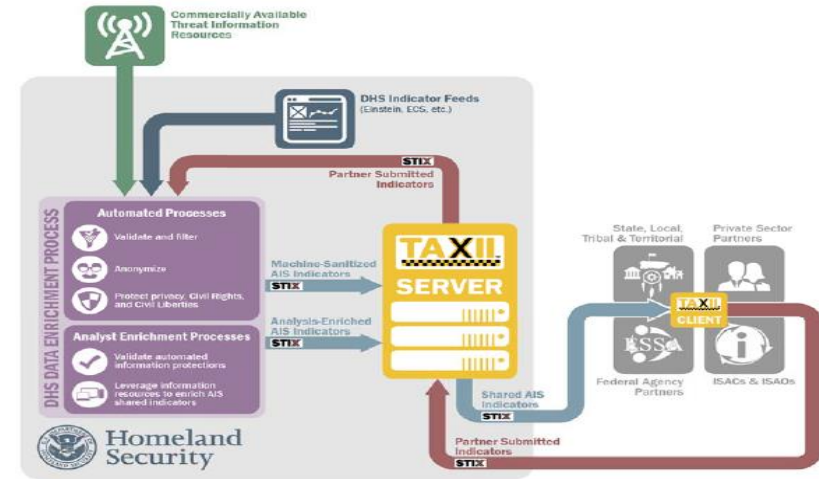 Commercially Available
Threat Information
Resources
DHS Indicator Feeds
(Einstein, ECS, etc.)
STIX
Partner Submitted
Indicators
DHS DATA ENRICHMENT PROCESS
Automated Processes
Validate and filter
Anonymize
Protect privacy, Civil Rights,
and Civil Liberties
Analyst Enrichment Processes
Validate automated
information protections
Leverage information
resources to enrich AIS
shared indicators
Machine-Sanitized
AIS Indicators
STIX
Analysis-Enriched
AIS Indicators
STIX
TAXII
SERVER
State, Local,
Tribal & Territorial
Private Sector
Partners
TAXII
CLIENT
ESSA
Federal Agency
Partners
ISACs & ISAOs
Shared AIS
Indicators
STIX
Partner Submitted
Indicators
STIX
Homeland
Security